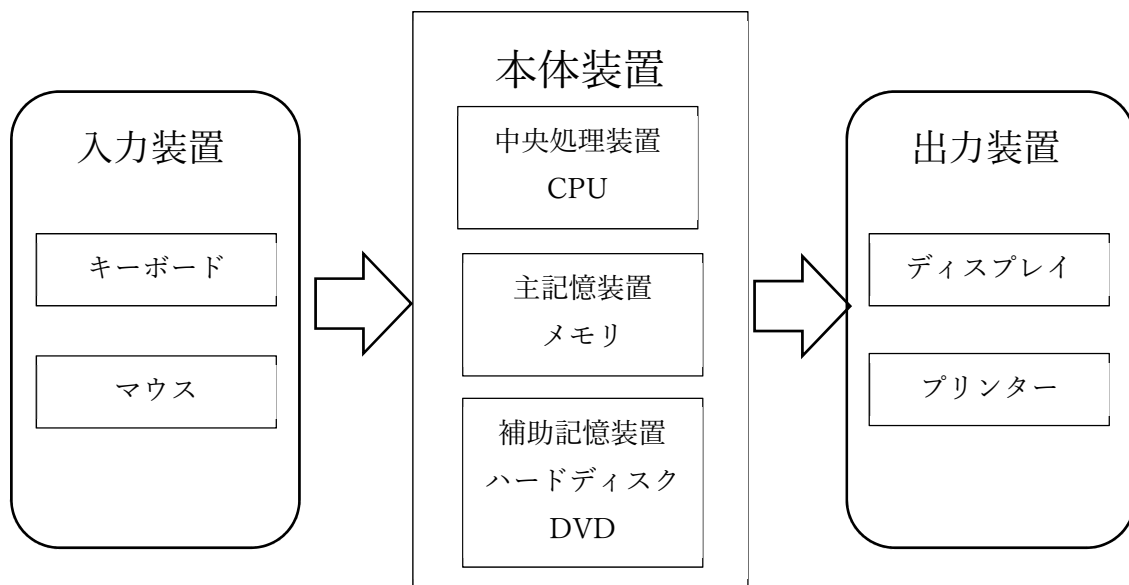 入力装置
キーボード
マウス
本体装置
中央処理装置
CPU
主記憶装置
メモリ
補助記憶装置
ハードディスク
DVD
出力装置
ディスプレイ
プリンター